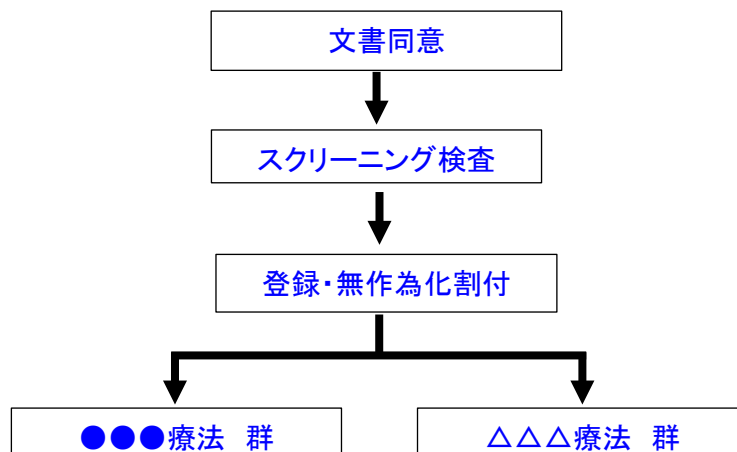 文書同意
スクリーニング検査
登録・無作為化割付
●●●療法　群
△△△療法　群